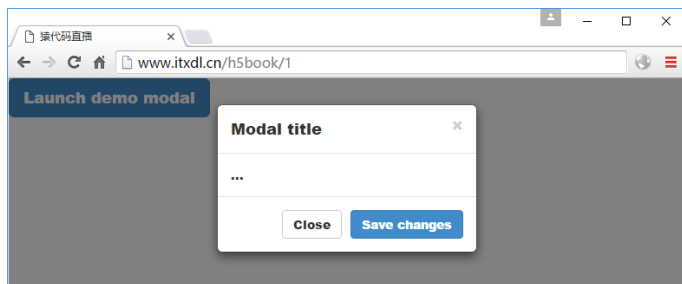 猿代码直播
www.itxdl.cn/h5book/1
Launch demo modal
Modal title
...
Close
Save changes